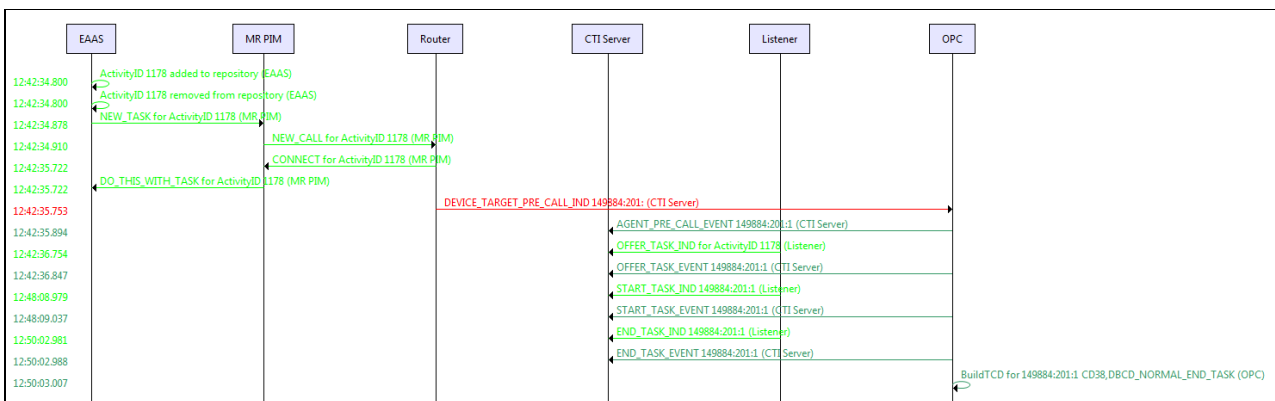 EAAS MR PIM Router CTI Server Listener OPC
12:42:34.800 ActivityID 1178 added to repository (EAAS)
12:42:34.800 ActivityID 1178 removed from repository (EAAS)
12:42:34.878 NEW_TASK for ActivityID 1178 (MR PIM)
12:42:34.910 NEW_CALL for ActivityID 1178 (MR PIM)
12:42:35.722 CONNECT for ActivityID 1178 (MR PIM)
12:42:35.722 DO_THIS_WITH_TASK for ActivityID 1178 (MR PIM)
12:42:35.753 DEVICE_TARGET_PRE_CALL_IND 149884:201: (CTI Server)
12:42:35.894 AGENT_PRE_CALL_EVENT 149884:201:1 (CTI Server)
12:42:36.754 OFFER_TASK_IND for ActivityID 1178 (Listener)
12:42:36.847 OFFER_TASK_EVENT 149884:201:1 (CTI Server)
12:48:08.979 START_TASK_IND 149884:201:1 (Listener)
12:48:09.037 START_TASK_EVENT 149884:201:1 (CTI Server)
12:50:02.981 END_TASK_IND 149884:201:1 (Listener)
12:50:02.988 END_TASK_EVENT 149884:201:1 (CTI Server)
12:50:03.007 BuildTCD for 149884:201:1 CD38,DBCD_NORMAL_END_TASK (OPC)